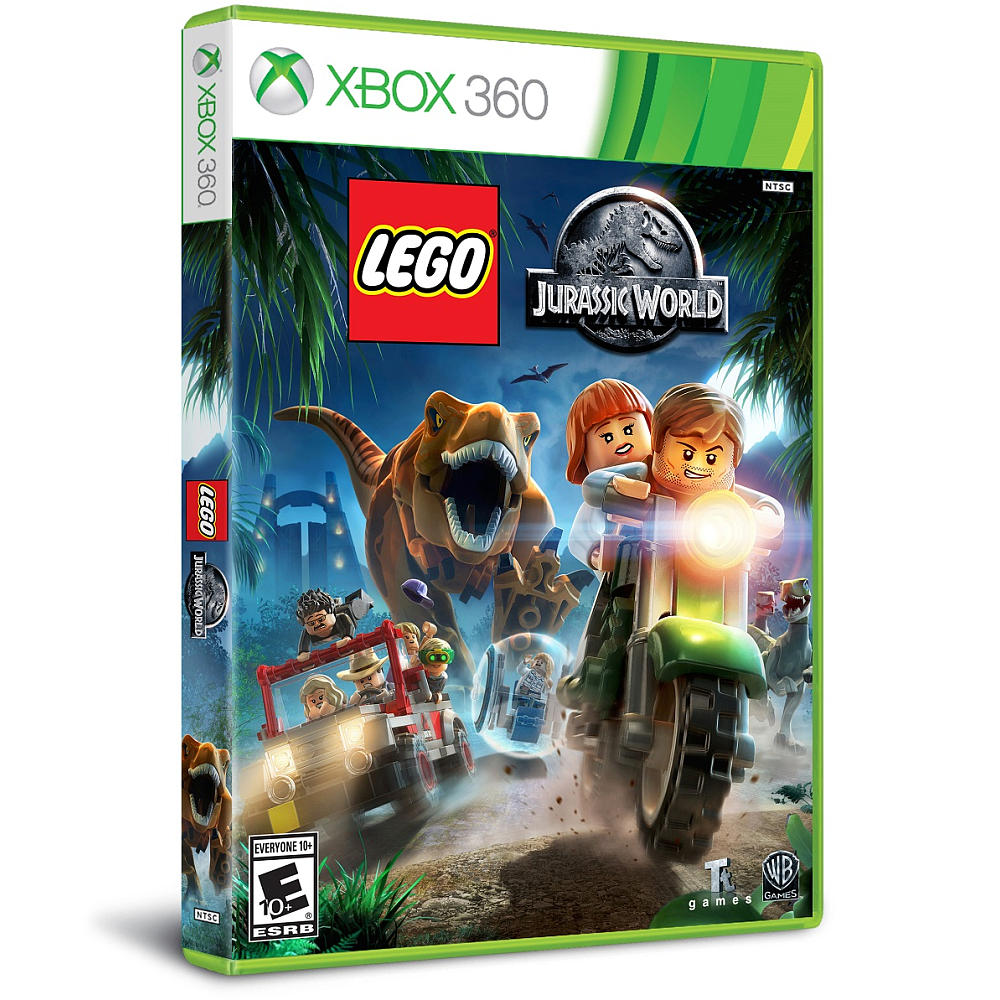 XBOX 360
XBOX 360®
NTSC
LEGO®
JURASSIC WORLD™
LEGO
JURASSIC WORLD
EVERYONE 10+
E
10+
®
ESRB
NTSC
TT
games
WB
GAMES